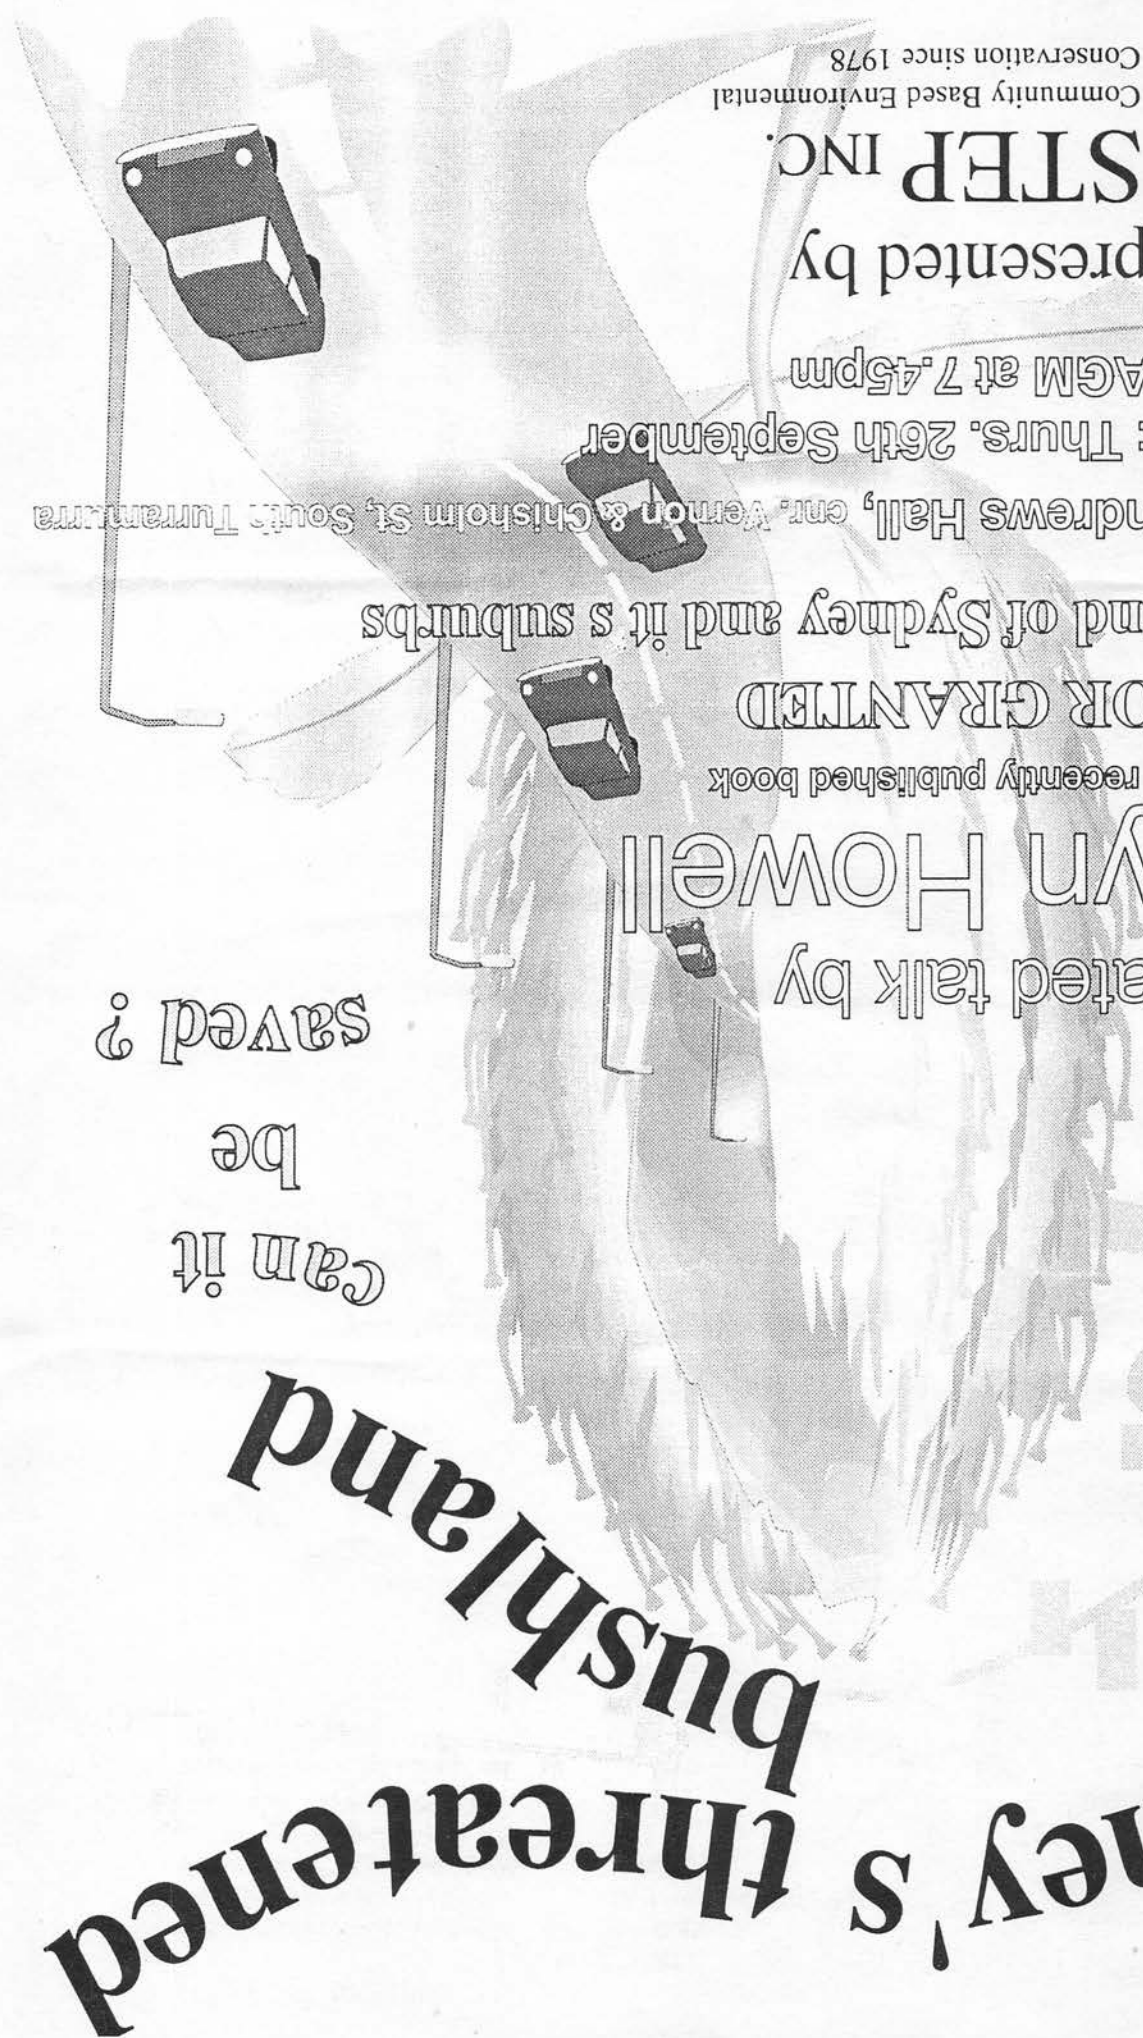 ney's threatened
bushland
can it
be
saved ?
ated talk by
yn Howell
recently published book
OR GRANTED
nd of Sydney and it s suburbs
ndrews Hall, cnr. Vernon & Chisholm St, South Turramurra
: Thurs. 26th September
AGM at 7.45pm
presented by
STEP INC.
Community Based Environmental
Conservation since 1978